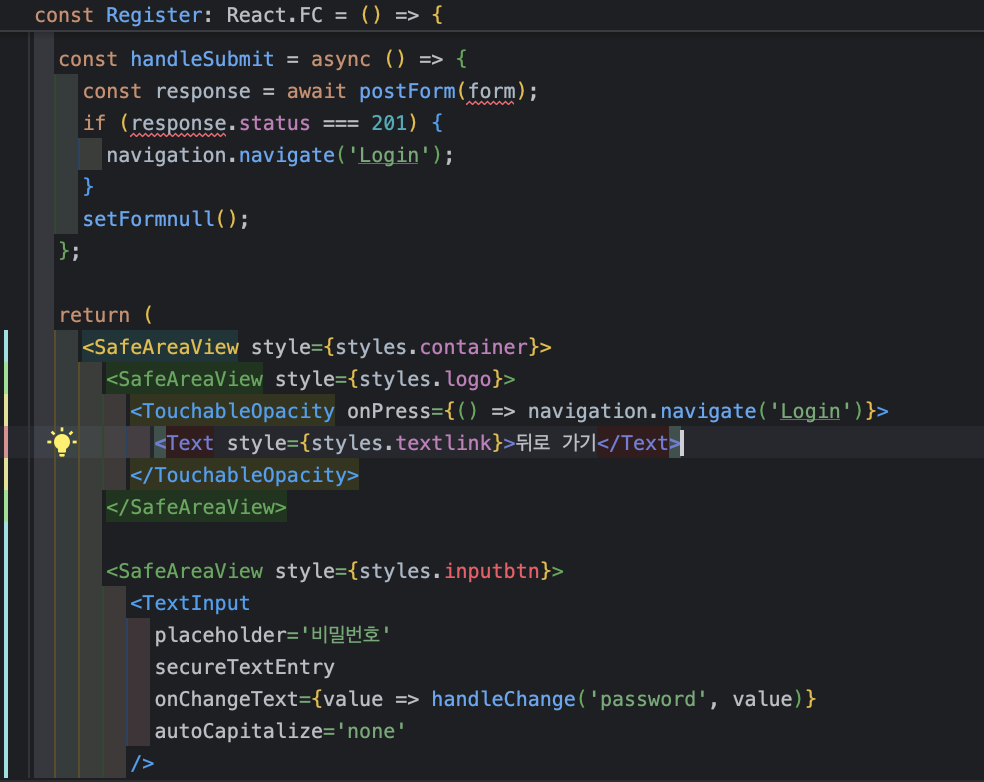 const Register: React.FC = () => {
const handleSubmit = async () => {
const response = await postForm(form);
if (response.status === 201) {
navigation.navigate('Login');
}
setFormnull();
};
return (
<SafeAreaView style={styles.container}>
<SafeAreaView style={styles.logo}>
<TouchableOpacity onPress={() => navigation.navigate('Login')}>
<Text style={styles.textlink}>뒤로 가기</Text>
</TouchableOpacity>
</SafeAreaView>
<SafeAreaView style={styles.inputbtn}>
<TextInput
placeholder='비밀번호'
secureTextEntry
onChangeText={value => handleChange('password', value)}
autoCapitalize='none'
/>